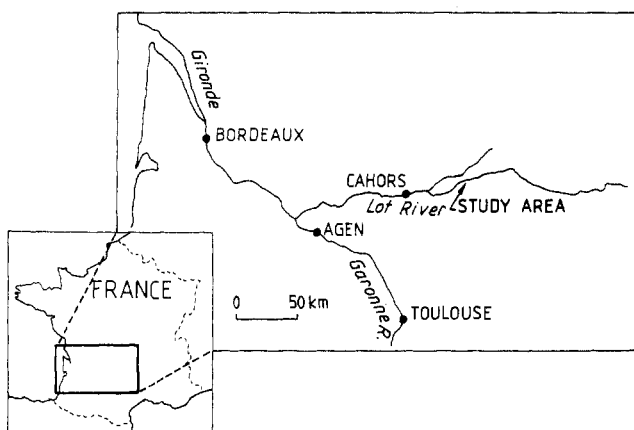 Gironde
BORDEAUX
CAHORS
Lot River
STUDY AREA
AGEN
FRANCE
0 50 km
Garonne R.
TOULOUSE